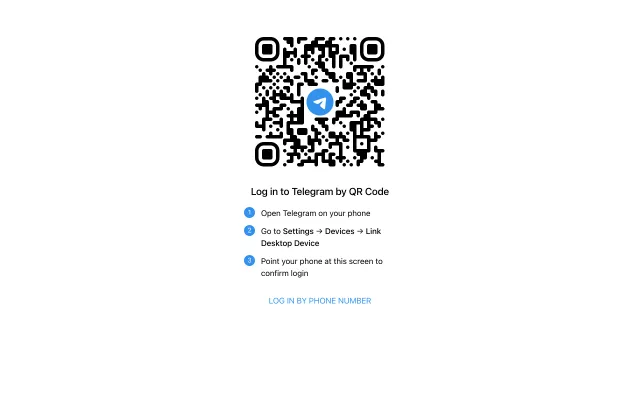 Log in to Telegram by QR Code
1 Open Telegram on your phone
2 Go to Settings → Devices → Link
Desktop Device
3 Point your phone at this screen to
confirm login
LOG IN BY PHONE NUMBER